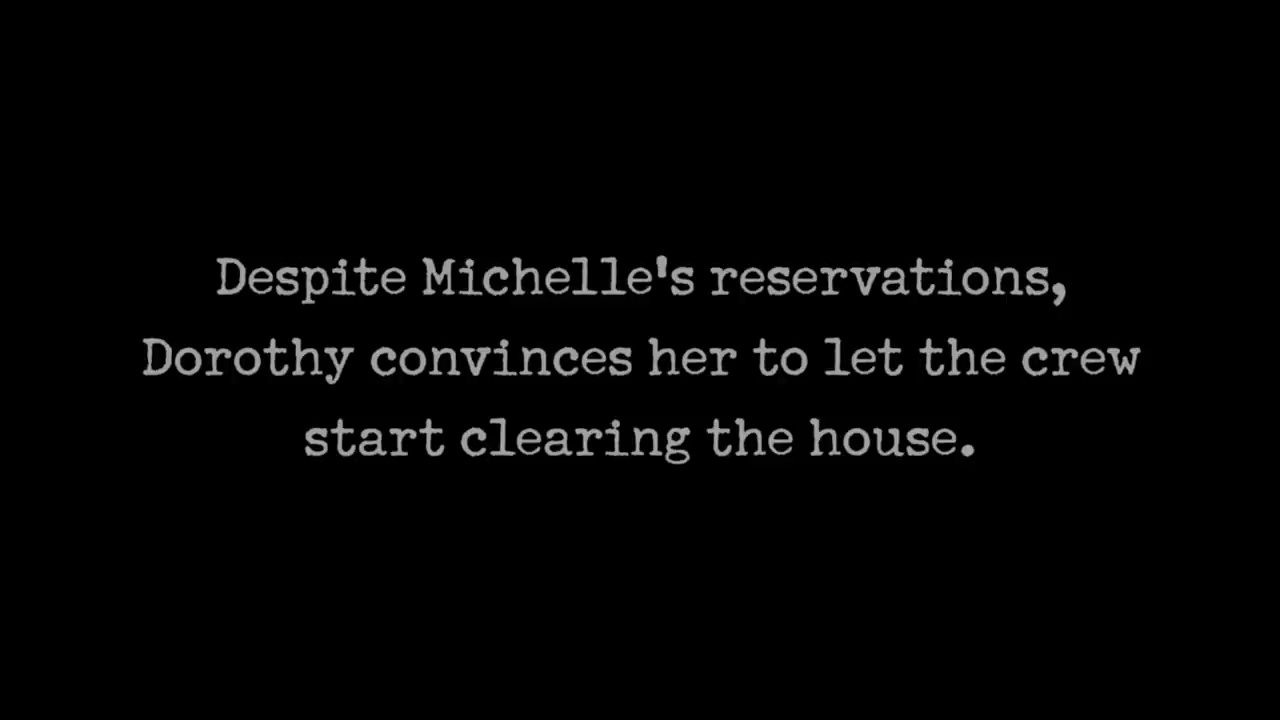 Despite Michelle's reservations,
Dorothy convinces her to let the crew
start clearing the house.